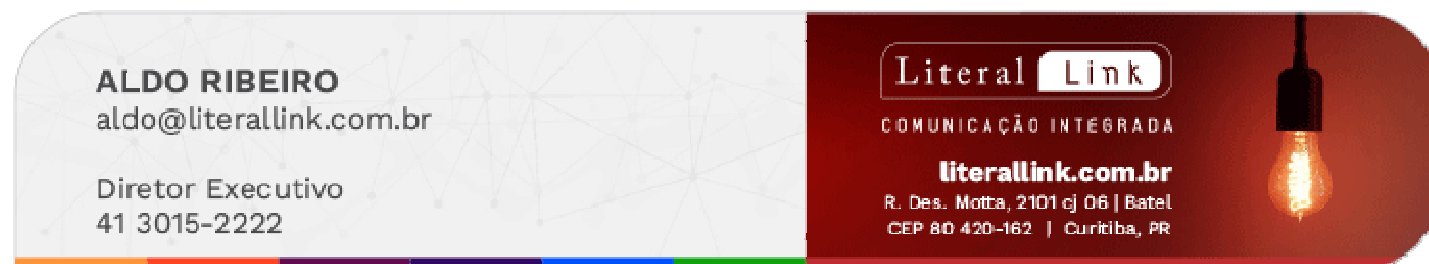 ALDO RIBEIRO
aldo@literallink.com.br
Diretor Executivo
41 3015-2222
Literal Link
COMUNICAÇÃO INTEGRADA
literallink.com.br
R. Des. Motta, 2101 cj 06 | Batel
CEP 80 420-162 | Curitiba, PR